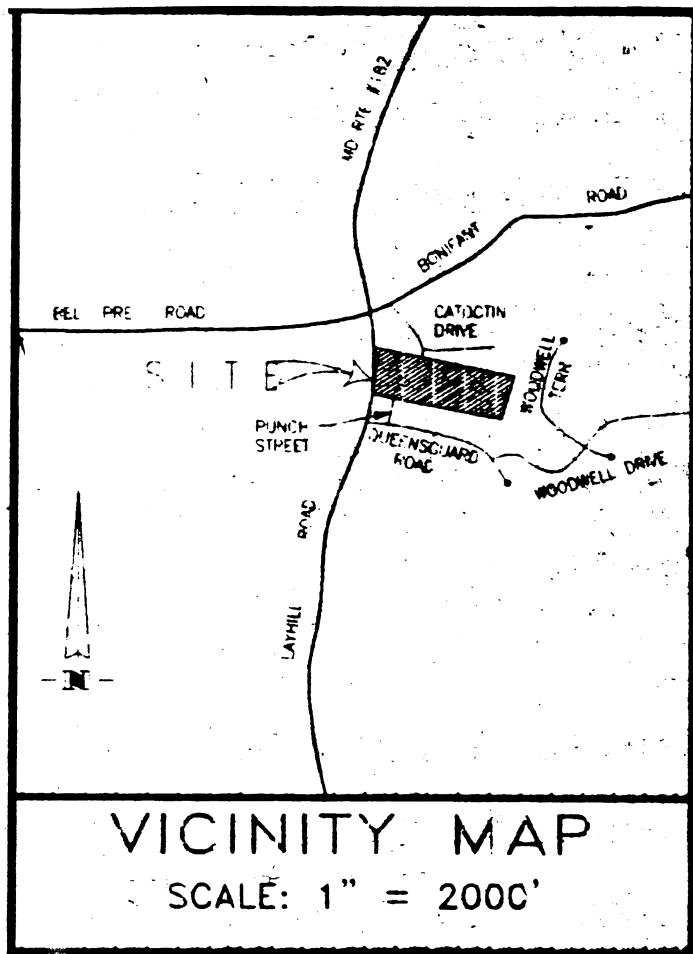 MD RTE #182
ROAD
BONIFANT
BEL PRE ROAD
CATOCTIN
DRIVE
SITE
WOODWELL
TERR
PUNCH
STREET
QUEENSGUARD
ROAD
WOODWELL DRIVE
ROAD
LAYHILL
N
VICINITY MAP
SCALE: 1" = 2000'